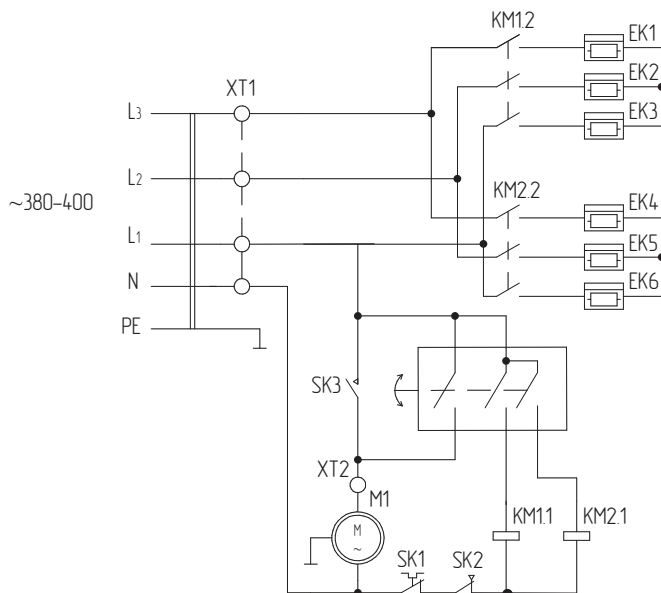 KM1.2
EK1
EK2
EK3
XT1
L3
L2
~380-400
L1
N
PE
KM2.2
EK4
EK5
EK6
SK3
XT2
M1
M
~
KM1.1
KM2.1
SK1
SK2